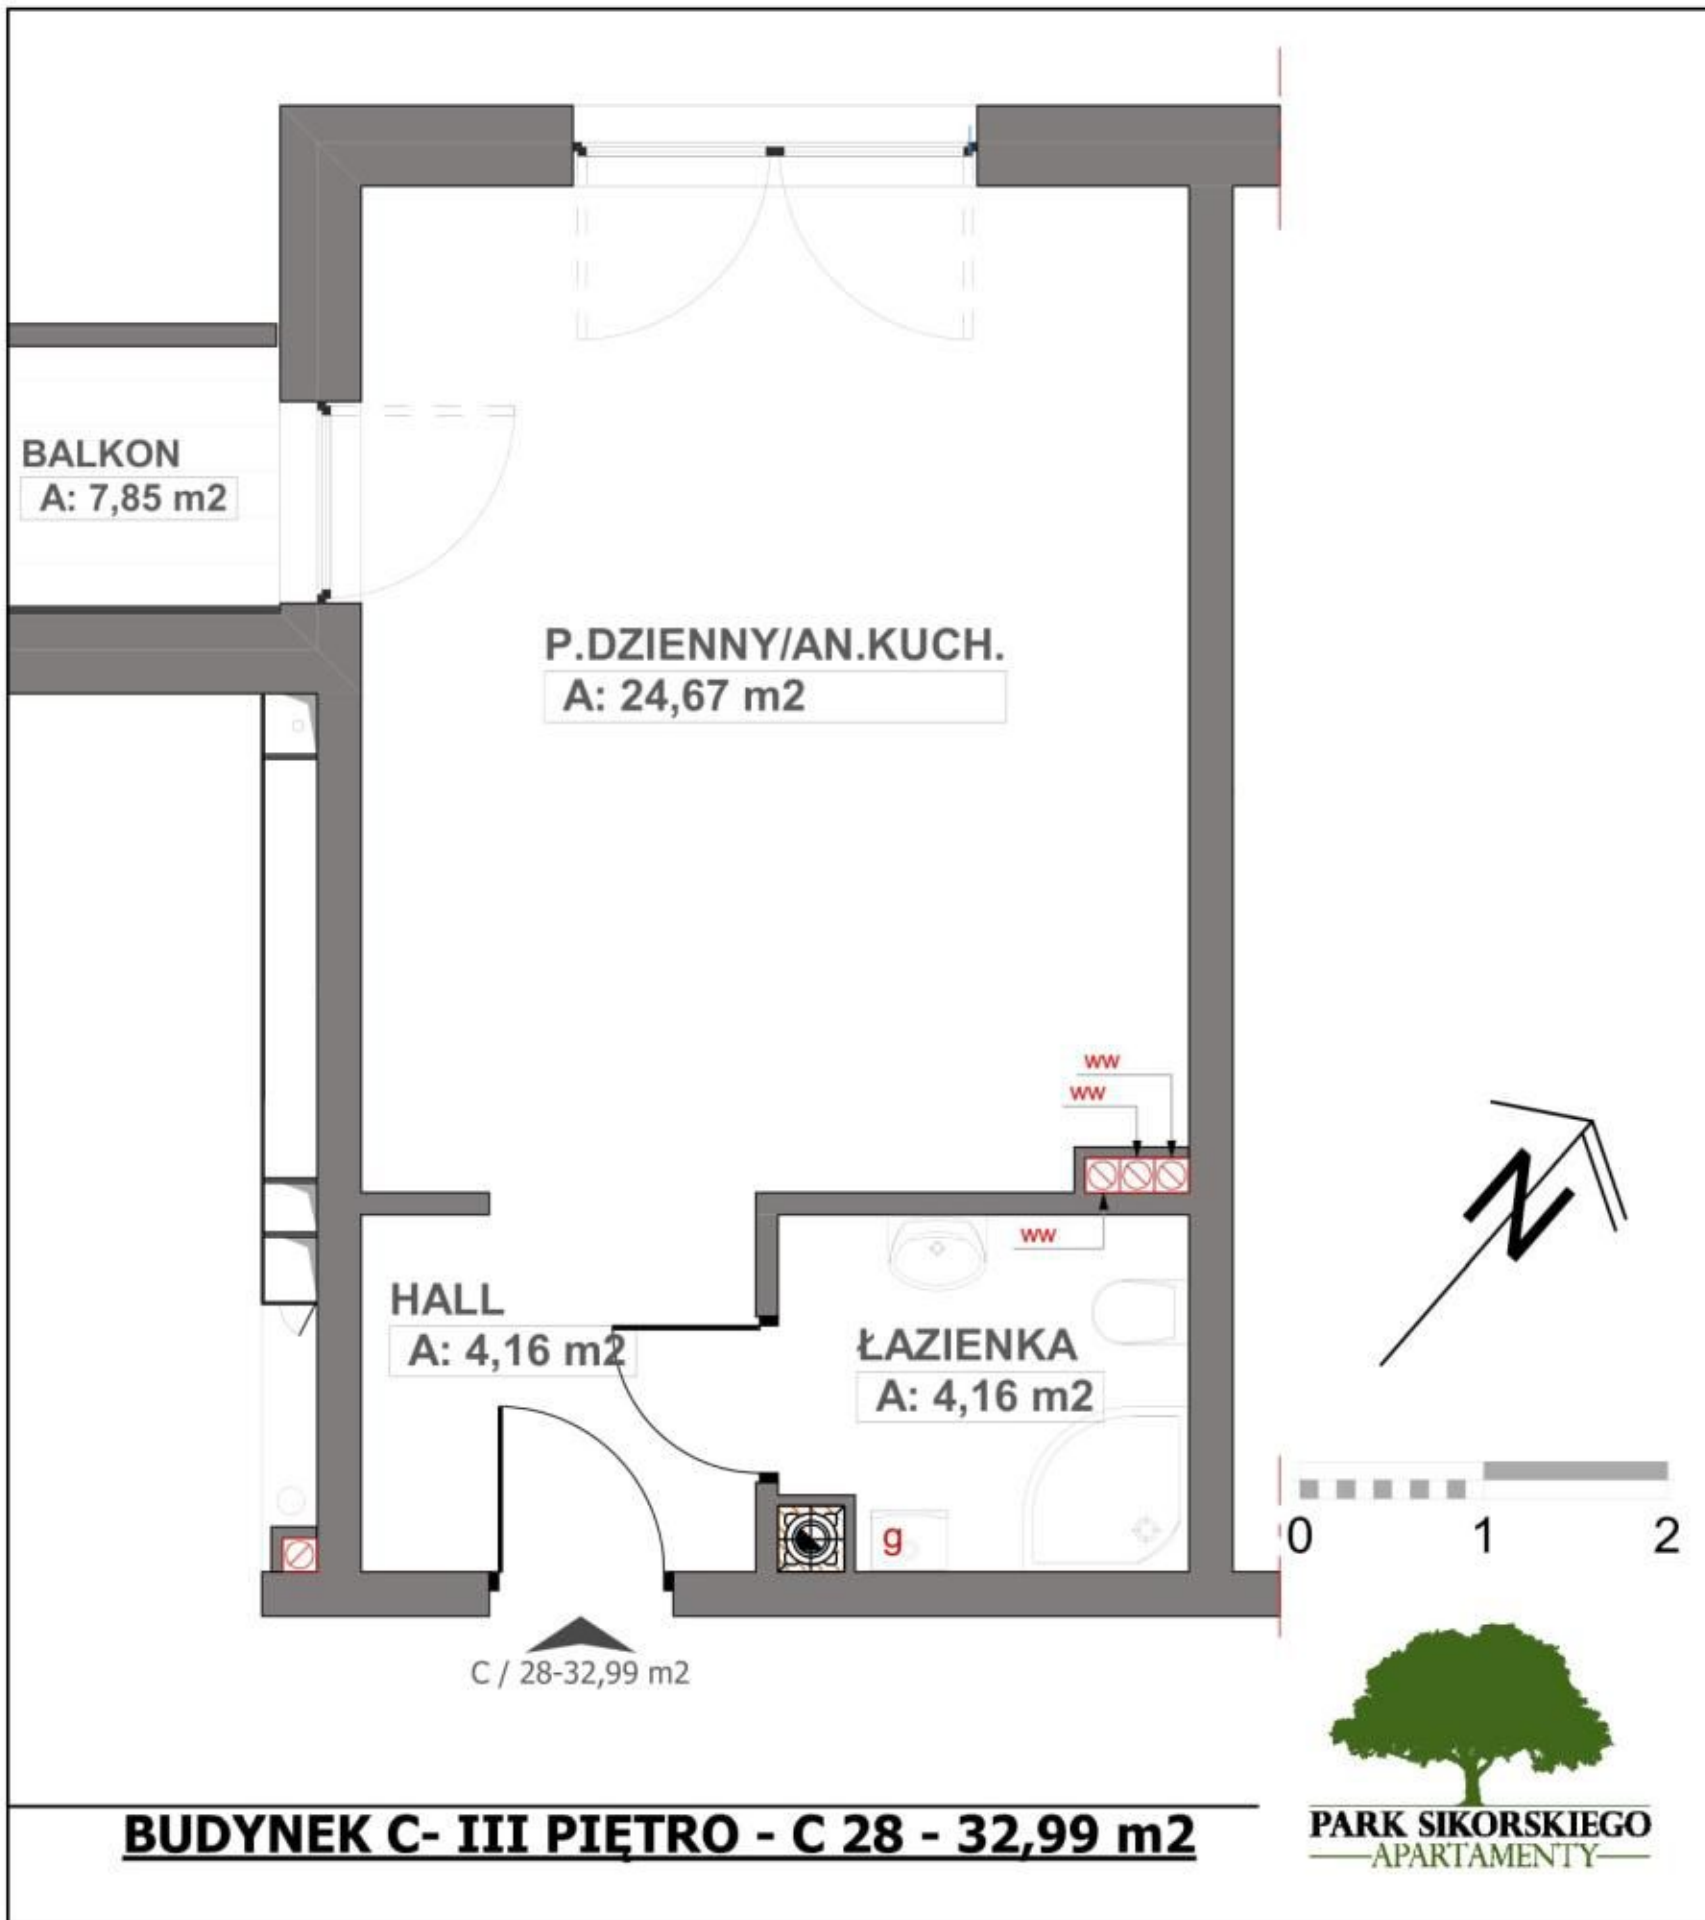 BALKON
A: 7,85 m2
P.DZIENNY/AN.KUCH.
A: 24,67 m2
ww
ww
ww
HALL
A: 4,16 m2
ŁAZIENKA
A: 4,16 m2
g
N
0 1 2
C / 28-32,99 m2
BUDYNEK C- III PIĘTRO - C 28 - 32,99 m2
PARK SIKORSKIEGO
APARTAMENTY